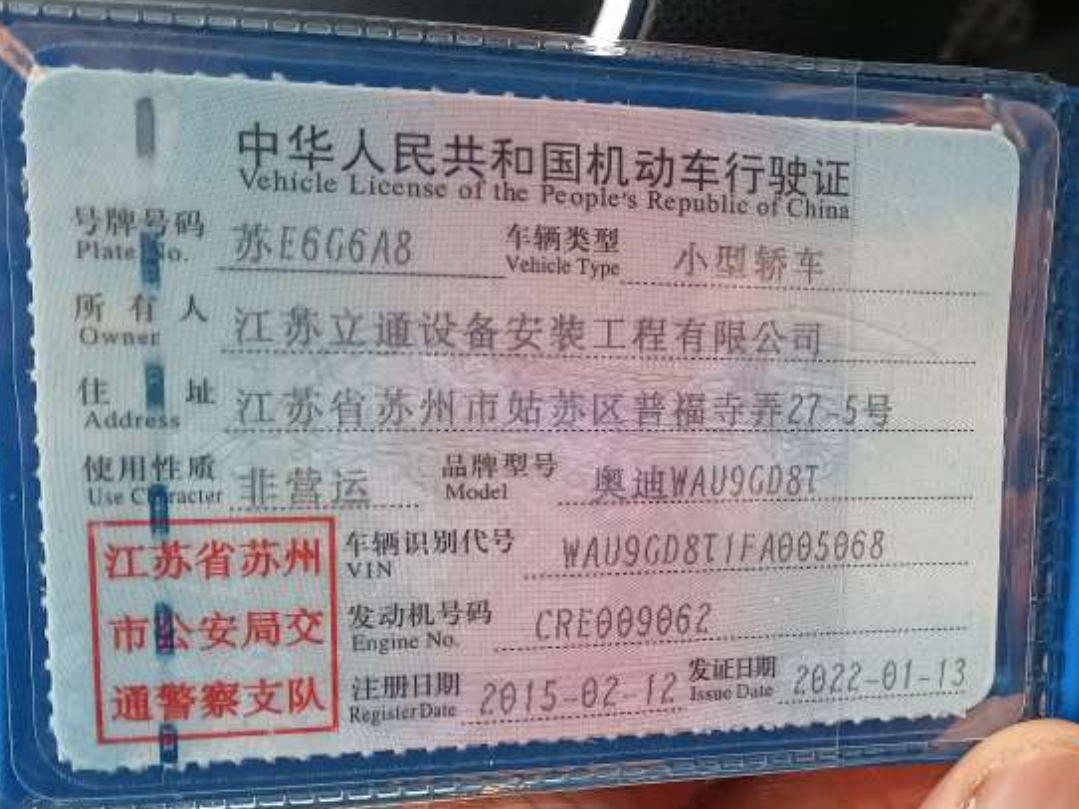 中华人民共和国机动车行驶证
Vehicle License of the People's Republic of China
号牌号码 苏E6G6A8 车辆类型 小型轿车
Plate No. Vehicle Type
所有人 江苏立通设备安装工程有限公司
Owner
住址 江苏省苏州市姑苏区普福寺弄27-5号
Address
使用性质 非营运 品牌型号 奥迪WAU9GD8T
Use Character Model
江苏省苏州
市公安局交
通警察支队
车辆识别代号 WAU9GD8T1FA005068
VIN
发动机号码 CRE009062
Engine No.
注册日期 2015-02-12 发证日期 2022-01-13
Register Date Issue Date